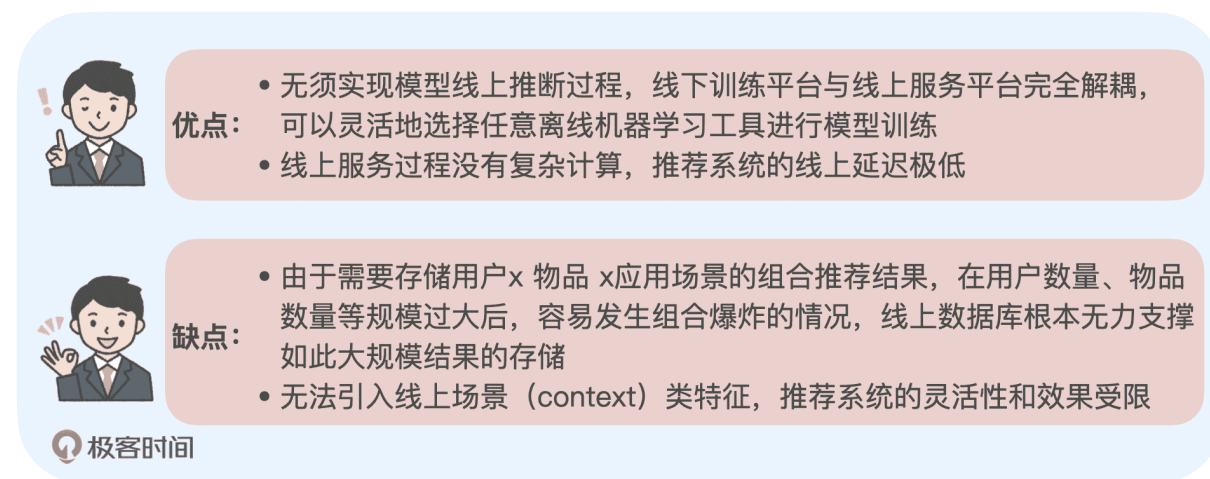 优点：
• 无须实现模型线上推断过程，线下训练平台与线上服务平台完全解耦，
可以灵活地选择任意离线机器学习工具进行模型训练
• 线上服务过程没有复杂计算，推荐系统的线上延迟极低
缺点：
• 由于需要存储用户x 物品 x应用场景的组合推荐结果，在用户数量、物品
数量等规模过大后，容易发生组合爆炸的情况，线上数据库根本无力支撑
如此大规模结果的存储
• 无法引入线上场景（context）类特征，推荐系统的灵活性和效果受限
极客时间